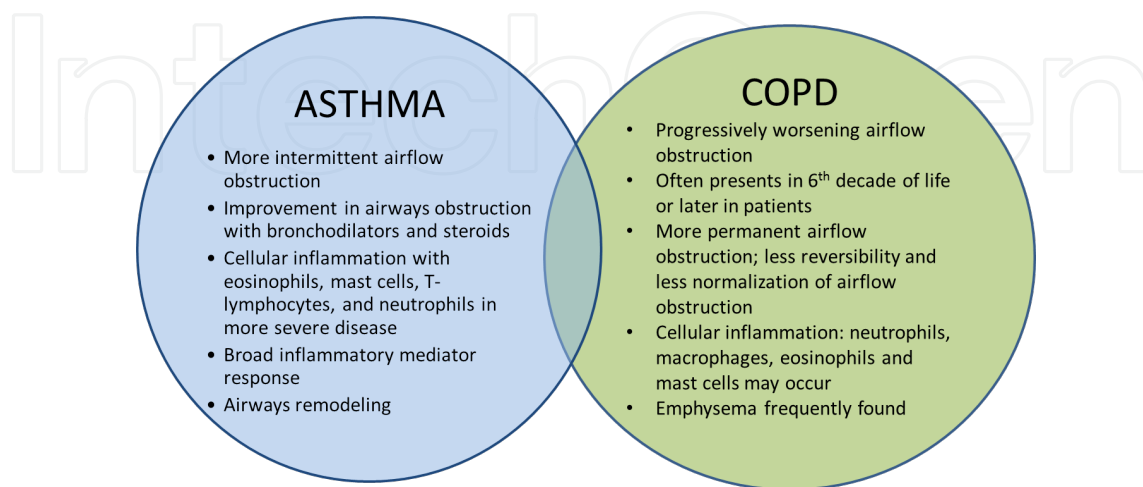 IntechOpen
ASTHMA
• More intermittent airflow
obstruction
• Improvement in airways obstruction
with bronchodilators and steroids
• Cellular inflammation with
eosinophils, mast cells, T-
lymphocytes, and neutrophils in
more severe disease
• Broad inflammatory mediator
response
• Airways remodeling
COPD
• Progressively worsening airflow
obstruction
• Often presents in 6th decade of life
or later in patients
• More permanent airflow
obstruction; less reversibility and
less normalization of airflow
obstruction
• Cellular inflammation: neutrophils,
macrophages, eosinophils and
mast cells may occur
• Emphysema frequently found